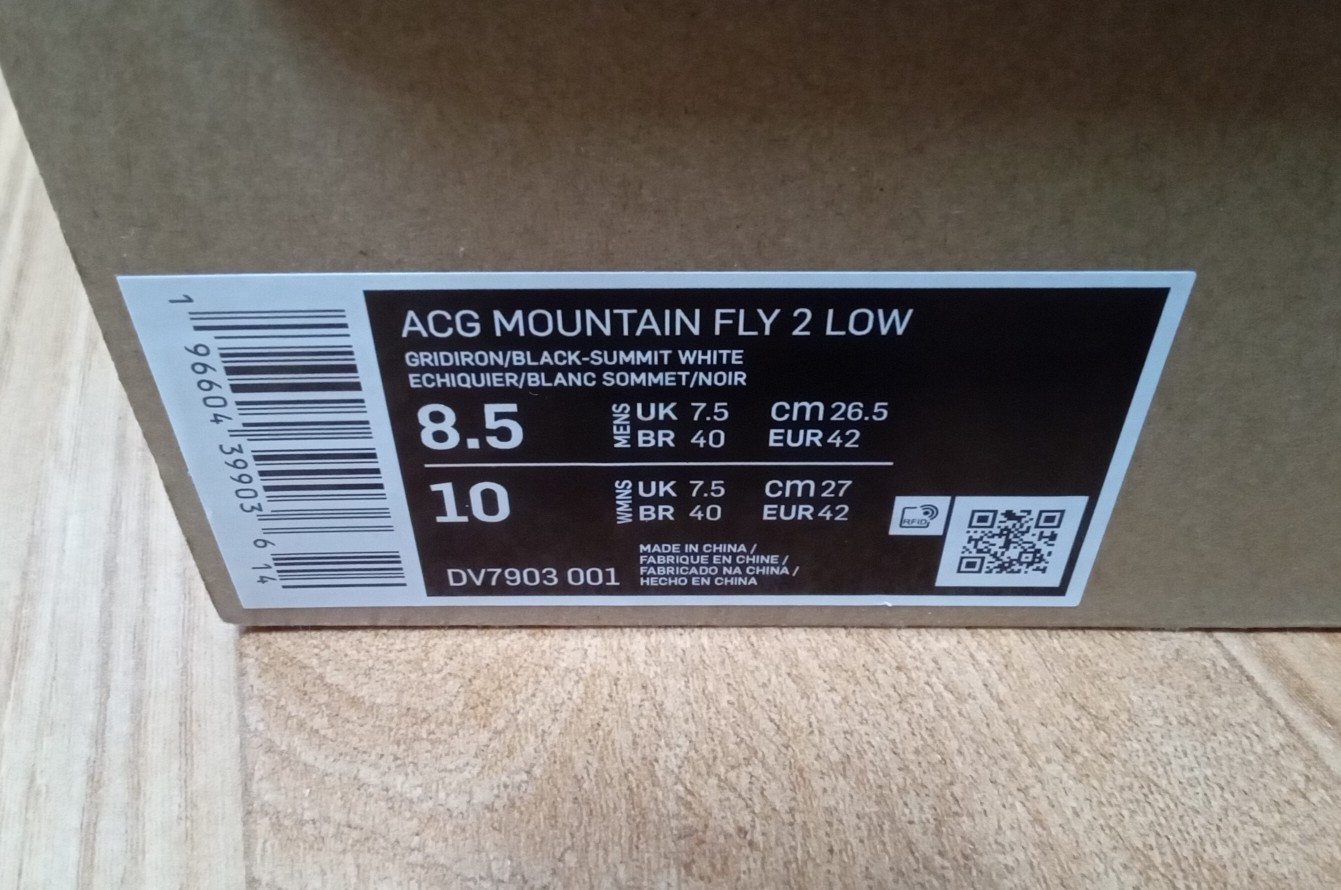 1 96604 39903 6 14
ACG MOUNTAIN FLY 2 LOW
GRIDIRON/BLACK-SUMMIT WHITE
ECHIQUIER/BLANC SOMMET/NOIR
8.5 MENS UK 7.5 cm 26.5
BR 40 EUR 42
10 WMNS UK 7.5 cm 27
BR 40 EUR 42
RFID
DV7903 001
MADE IN CHINA /
FABRIQUE EN CHINE /
FABRICADO NA CHINA /
HECHO EN CHINA